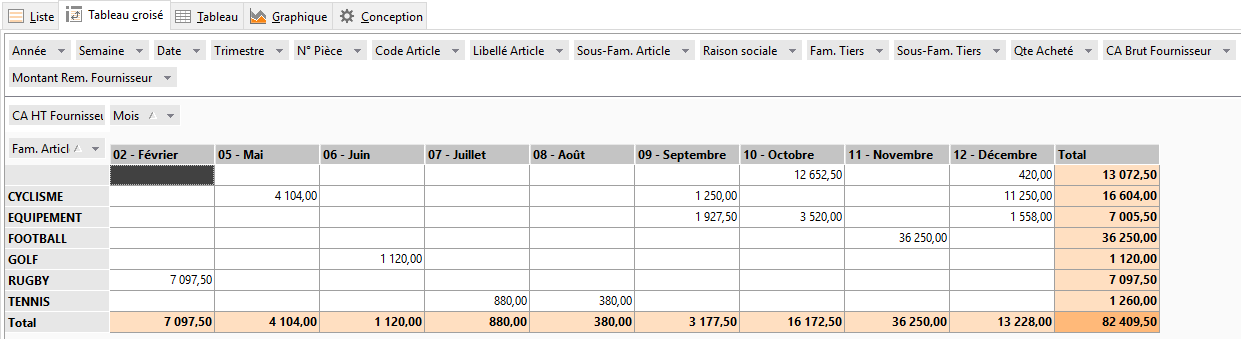 Liste Tableau croisé Tableau Graphique Conception
Année Semaine Date Trimestre N° Pièce Code Article Libellé Article Sous-Fam. Article Raison sociale Fam. Tiers Sous-Fam. Tiers Qte Acheté CA Brut Fournisseur
Montant Rem. Fournisseur
CA HT Fournisseu Mois
Fam. Articl 02 - Février 05 - Mai 06 - Juin 07 - Juillet 08 - Août 09 - Septembre 10 - Octobre 11 - Novembre 12 - Décembre Total
12 652,50 420,00 13 072,50
CYCLISME 4 104,00 1 250,00 11 250,00 16 604,00
EQUIPEMENT 1 927,50 3 520,00 1 558,00 7 005,50
FOOTBALL 36 250,00 36 250,00
GOLF 1 120,00 1 120,00
RUGBY 7 097,50 7 097,50
TENNIS 880,00 380,00 1 260,00
Total 7 097,50 4 104,00 1 120,00 880,00 380,00 3 177,50 16 172,50 36 250,00 13 228,00 82 409,50